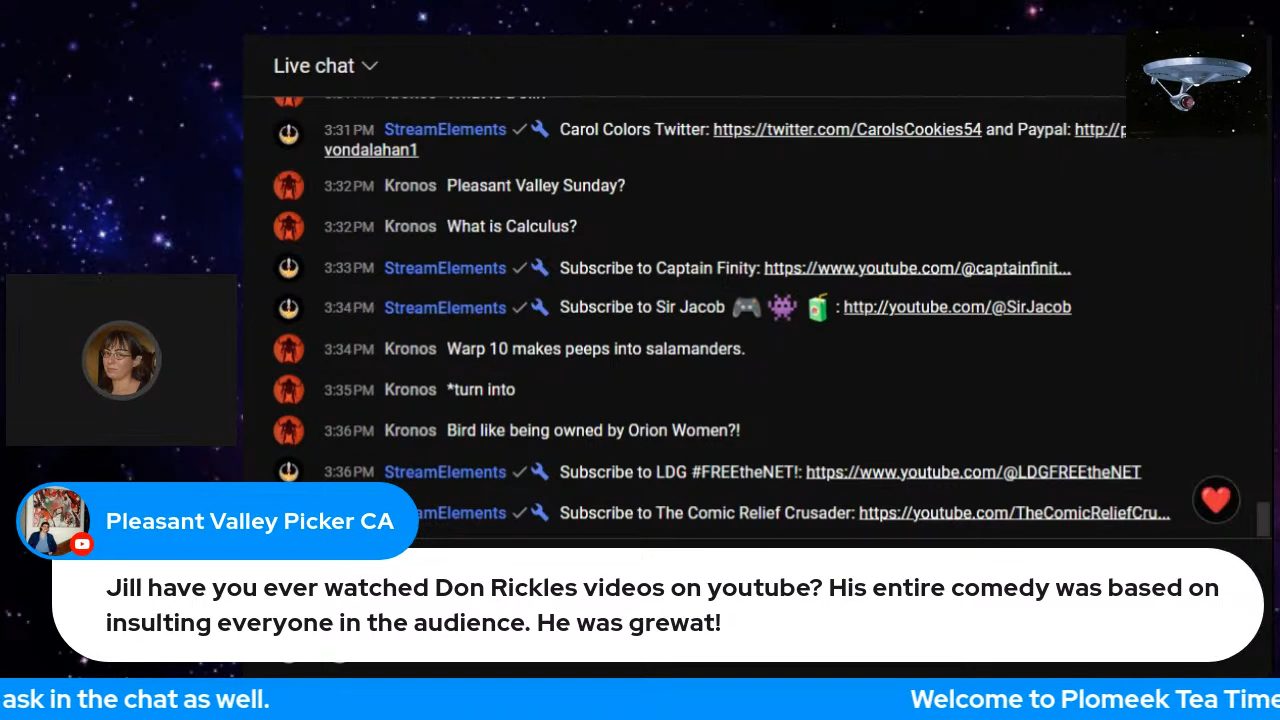 Live chat
3:31 PM StreamElements Carol Colors Twitter: https://twitter.com/CarolsCookies54 and Paypal: http://p
vondalahan1
3:32 PM Kronos Pleasant Valley Sunday?
3:32 PM Kronos What is Calculus?
3:33 PM StreamElements Subscribe to Captain Finity: https://www.youtube.com/@captainfinit...
3:34 PM StreamElements Subscribe to Sir Jacob 🎮 👾 🧃 : http://youtube.com/@SirJacob
3:34 PM Kronos Warp 10 makes peeps into salamanders.
3:35 PM Kronos *turn into
3:36 PM Kronos Bird like being owned by Orion Women?!
3:36 PM StreamElements Subscribe to LDG #FREEtheNET!: https://www.youtube.com/@LDGFREEtheNET
amElements Subscribe to The Comic Relief Crusader: https://youtube.com/TheComicReliefCru...
Pleasant Valley Picker CA
Jill have you ever watched Don Rickles videos on youtube? His entire comedy was based on
insulting everyone in the audience. He was grewat!
ask in the chat as well. Welcome to Plomeek Tea Time